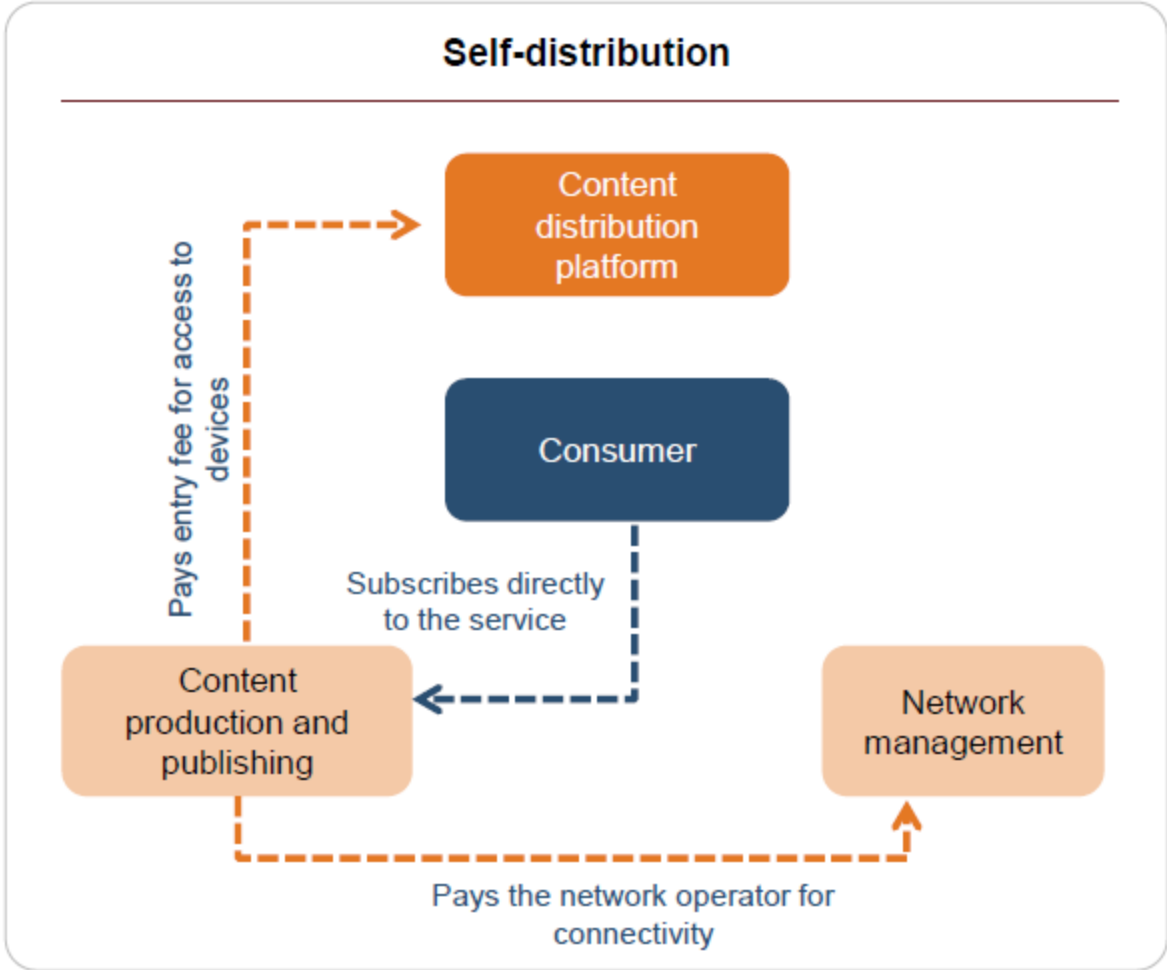 Self-distribution
Content
distribution
platform
Pays entry fee for access to
devices
Consumer
Subscribes directly
to the service
Content
production and
publishing
Network
management
Pays the network operator for
connectivity